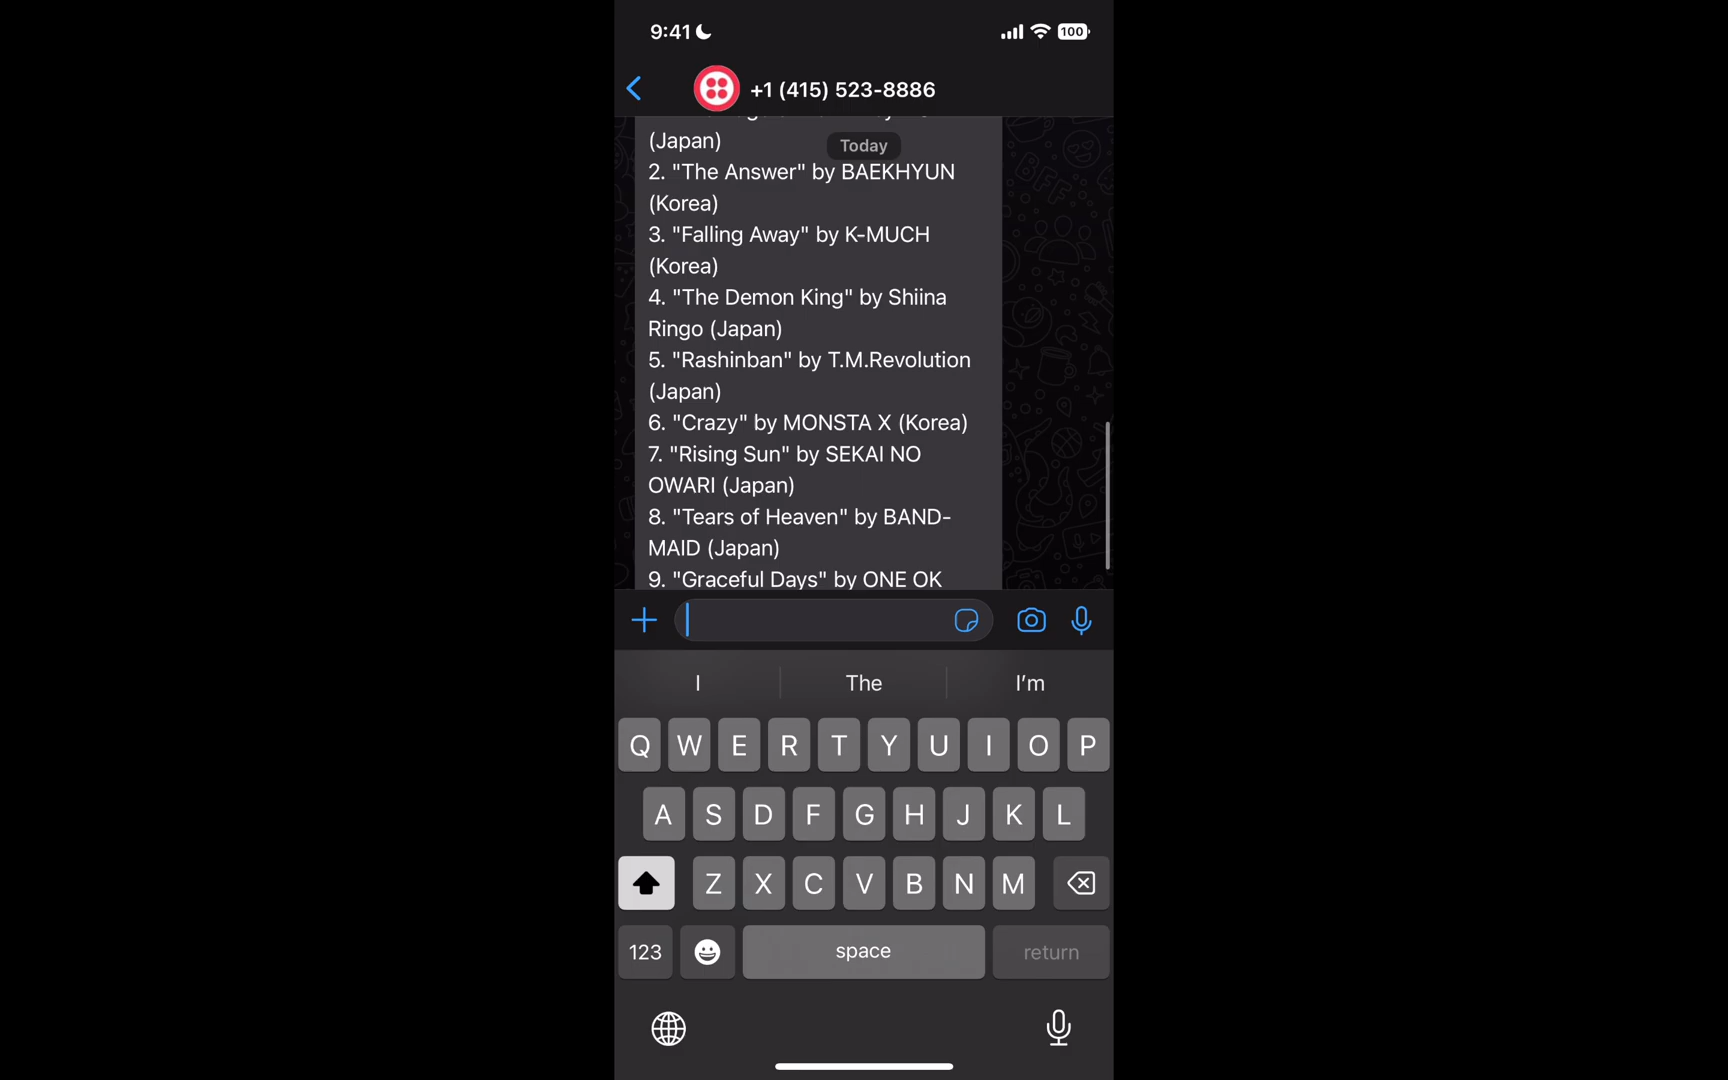 9:41
100
+1 (415) 523-8886
(Japan)
Today
2. "The Answer" by BAEKHYUN
(Korea)
3. "Falling Away" by K-MUCH
(Korea)
4. "The Demon King" by Shiina
Ringo (Japan)
5. "Rashinban" by T.M.Revolution
(Japan)
6. "Crazy" by MONSTA X (Korea)
7. "Rising Sun" by SEKAI NO
OWARI (Japan)
8. "Tears of Heaven" by BAND-
MAID (Japan)
9. "Graceful Days" by ONE OK
I The I'm
Q W E R T Y U I O P
A S D F G H J K L
Z X C V B N M
123 space return